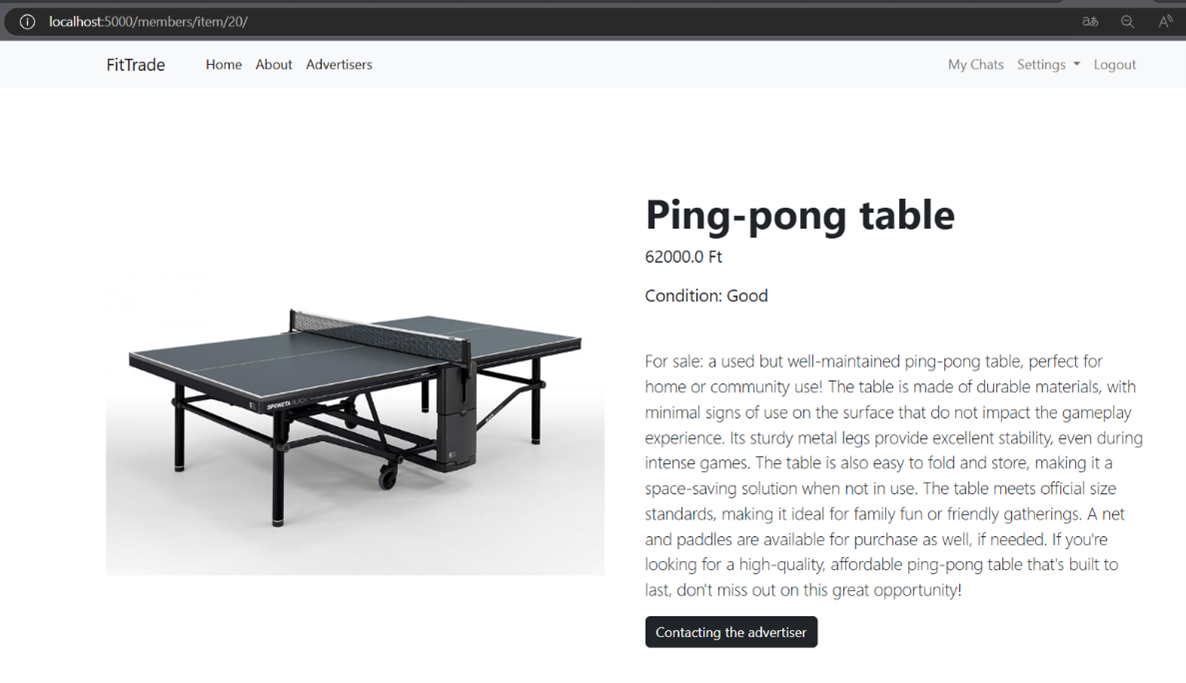 localhost:5000/members/item/20/
FitTrade Home About Advertisers My Chats Settings Logout
Ping-pong table
62000.0 Ft
Condition: Good
For sale: a used but well-maintained ping-pong table, perfect for
home or community use! The table is made of durable materials, with
minimal signs of use on the surface that do not impact the gameplay
experience. Its sturdy metal legs provide excellent stability, even during
intense games. The table is also easy to fold and store, making it a
space-saving solution when not in use. The table meets official size
standards, making it ideal for family fun or friendly gatherings. A net
and paddles are available for purchase as well, if needed. If you're
looking for a high-quality, affordable ping-pong table that's built to
last, don't miss out on this great opportunity!
Contacting the advertiser